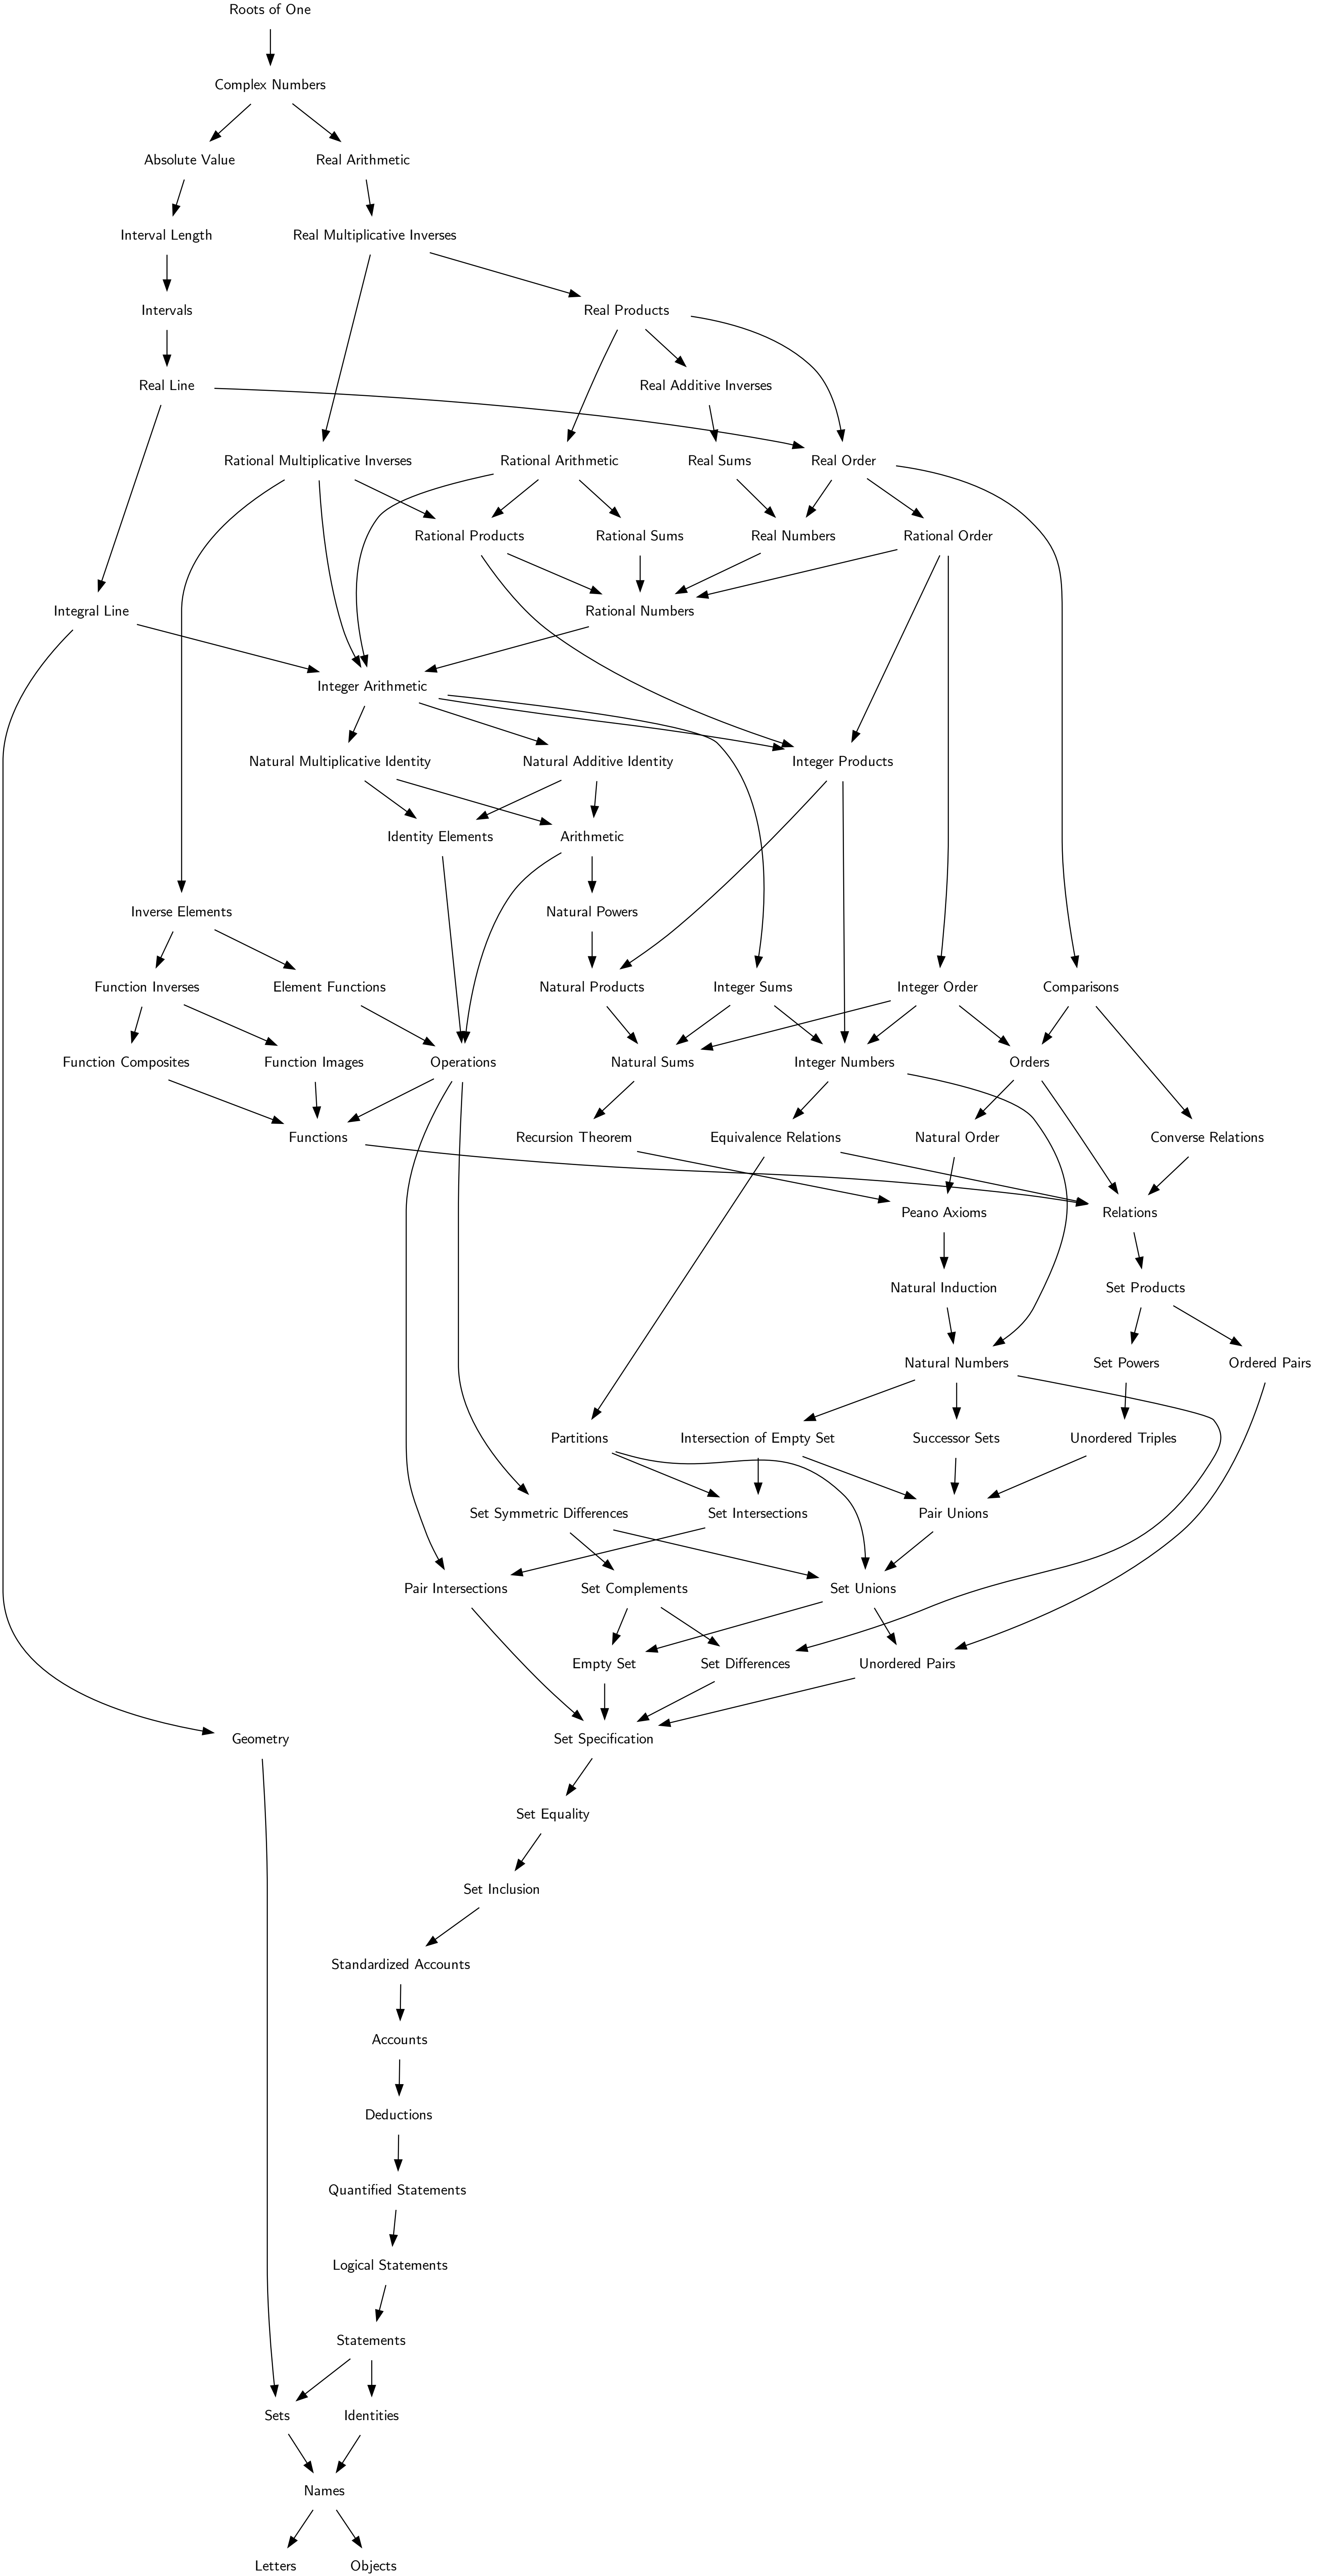 Roots of One
Complex Numbers
Absolute Value
Real Arithmetic
Interval Length
Real Multiplicative Inverses
Intervals
Real Products
Real Line
Real Additive Inverses
Rational Multiplicative Inverses
Rational Arithmetic
Real Sums
Real Order
Rational Products
Rational Sums
Real Numbers
Rational Order
Integral Line
Rational Numbers
Integer Arithmetic
Natural Multiplicative Identity
Natural Additive Identity
Integer Products
Identity Elements
Arithmetic
Inverse Elements
Natural Powers
Function Inverses
Element Functions
Natural Products
Integer Sums
Integer Order
Comparisons
Function Composites
Function Images
Operations
Natural Sums
Integer Numbers
Orders
Functions
Recursion Theorem
Equivalence Relations
Natural Order
Converse Relations
Peano Axioms
Relations
Natural Induction
Set Products
Natural Numbers
Set Powers
Ordered Pairs
Partitions
Intersection of Empty Set
Successor Sets
Unordered Triples
Set Symmetric Differences
Set Intersections
Pair Unions
Pair Intersections
Set Complements
Set Unions
Empty Set
Set Differences
Unordered Pairs
Geometry
Set Specification
Set Equality
Set Inclusion
Standardized Accounts
Accounts
Deductions
Quantified Statements
Logical Statements
Statements
Sets
Identities
Names
Letters
Objects